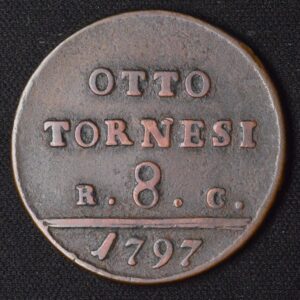 OTTO
TORNESI
R . 8 . C .
1797